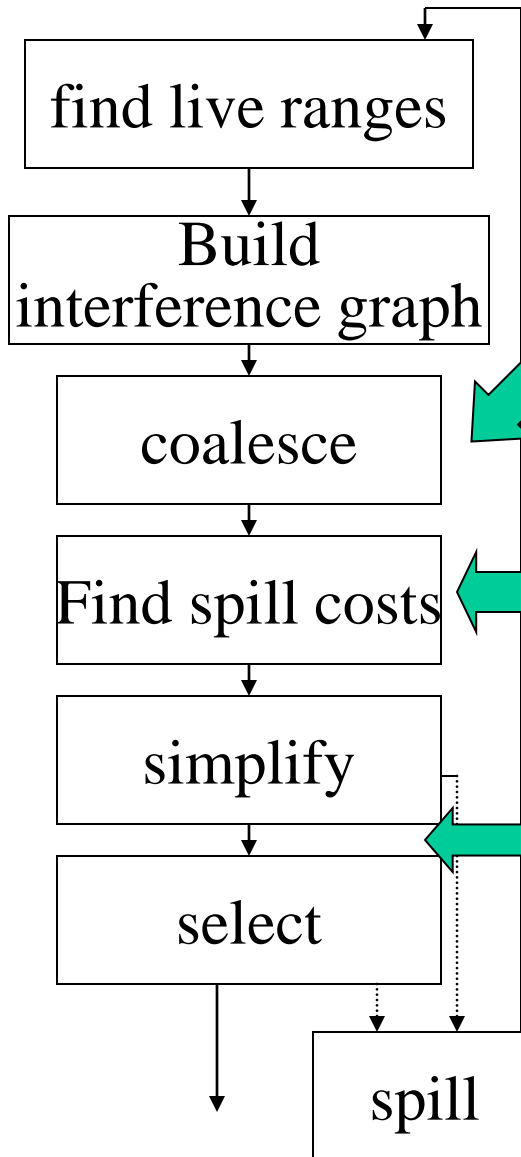 find live ranges
Build
interference graph
coalesce
Find spill costs
simplify
select
spill